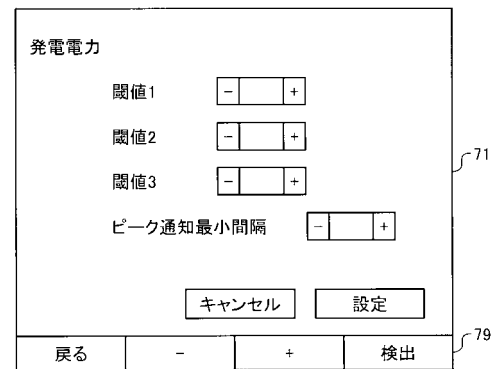 発電電力
閾値1 - +
閾値2 - +
閾値3 - +
ピーク通知最小間隔 - +
71
キャンセル 設定
戻る - + 検出
79